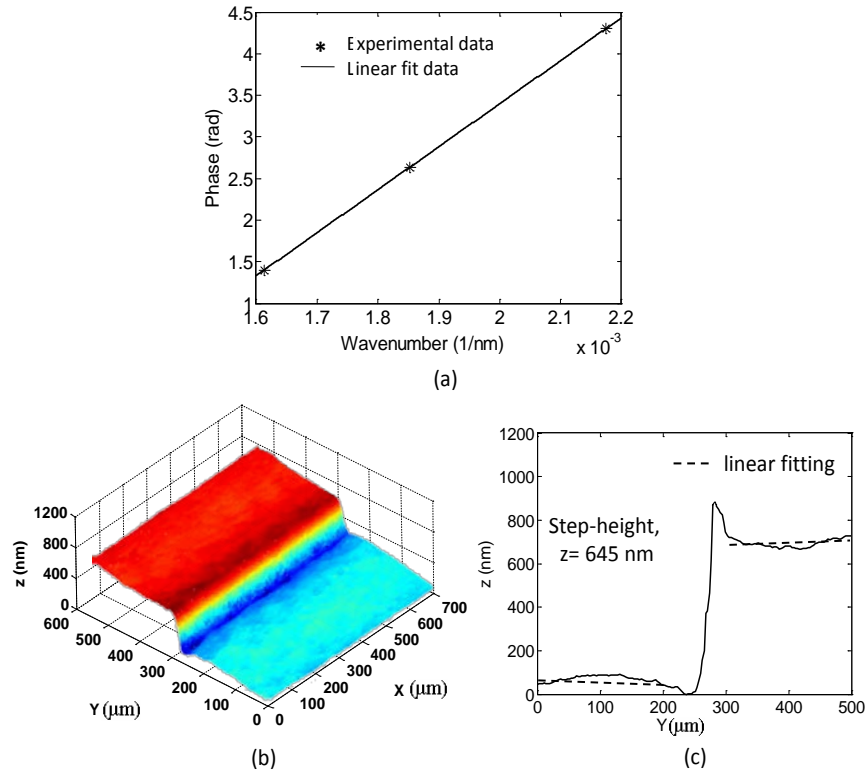 4.5
4
3.5
3
2.5
2
1.5
1
Phase (rad)
* Experimental data
Linear fit data
1.6 1.7 1.8 1.9 2 2.1 2.2
Wavenumber (1/nm)
x 10⁻³
(a)
1200
800
400
0
z (nm)
600 500 400 300 200 100 0
Y (μm)
0 100 200 300 400 500 600 700
X (μm)
(b)
1200
1000
800
600
400
200
0
z (nm)
linear fitting
Step-height,
z= 645 nm
0 100 200 300 400 500
Y(μm)
(c)